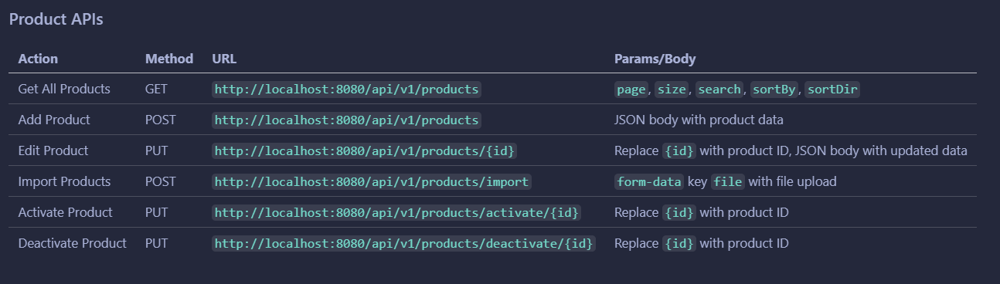 Product APIs
Action Method URL Params/Body
Get All Products GET http://localhost:8080/api/v1/products page, size, search, sortBy, sortDir
Add Product POST http://localhost:8080/api/v1/products JSON body with product data
Edit Product PUT http://localhost:8080/api/v1/products/{id} Replace {id} with product ID, JSON body with updated data
Import Products POST http://localhost:8080/api/v1/products/import form-data key file with file upload
Activate Product PUT http://localhost:8080/api/v1/products/activate/{id} Replace {id} with product ID
Deactivate Product PUT http://localhost:8080/api/v1/products/deactivate/{id} Replace {id} with product ID